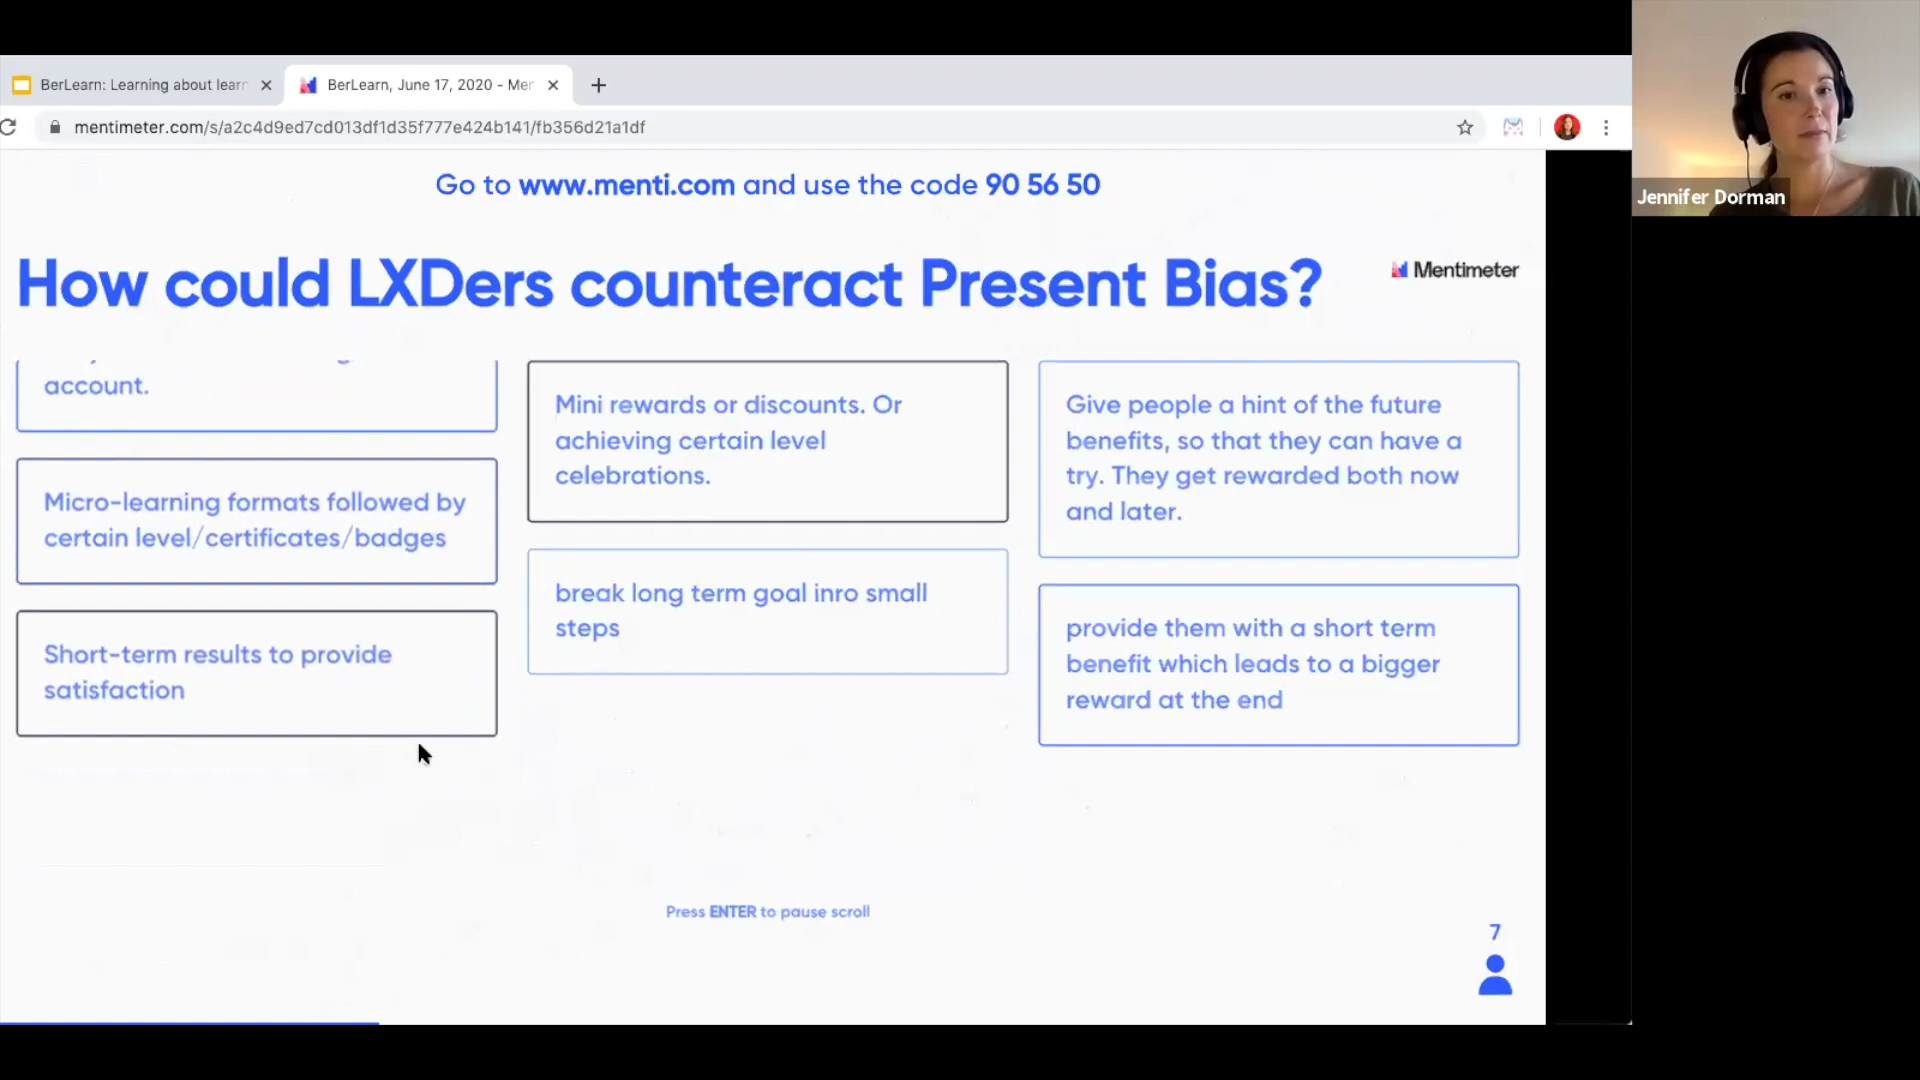 BerLearn: Learning about learn
BerLearn, June 17, 2020 - Mer
mentimeter.com/s/a2c4d9ed7cd013df1d35f777e424b141/fb356d21a1df
Jennifer Dorman
Go to www.menti.com and use the code 90 56 50
How could LXDers counteract Present Bias?
Mentimeter
account.
Micro-learning formats followed by
certain level/certificates/badges
Short-term results to provide
satisfaction
Mini rewards or discounts. Or
achieving certain level
celebrations.
break long term goal inro small
steps
Give people a hint of the future
benefits, so that they can have a
try. They get rewarded both now
and later.
provide them with a short term
benefit which leads to a bigger
reward at the end
Press ENTER to pause scroll
7